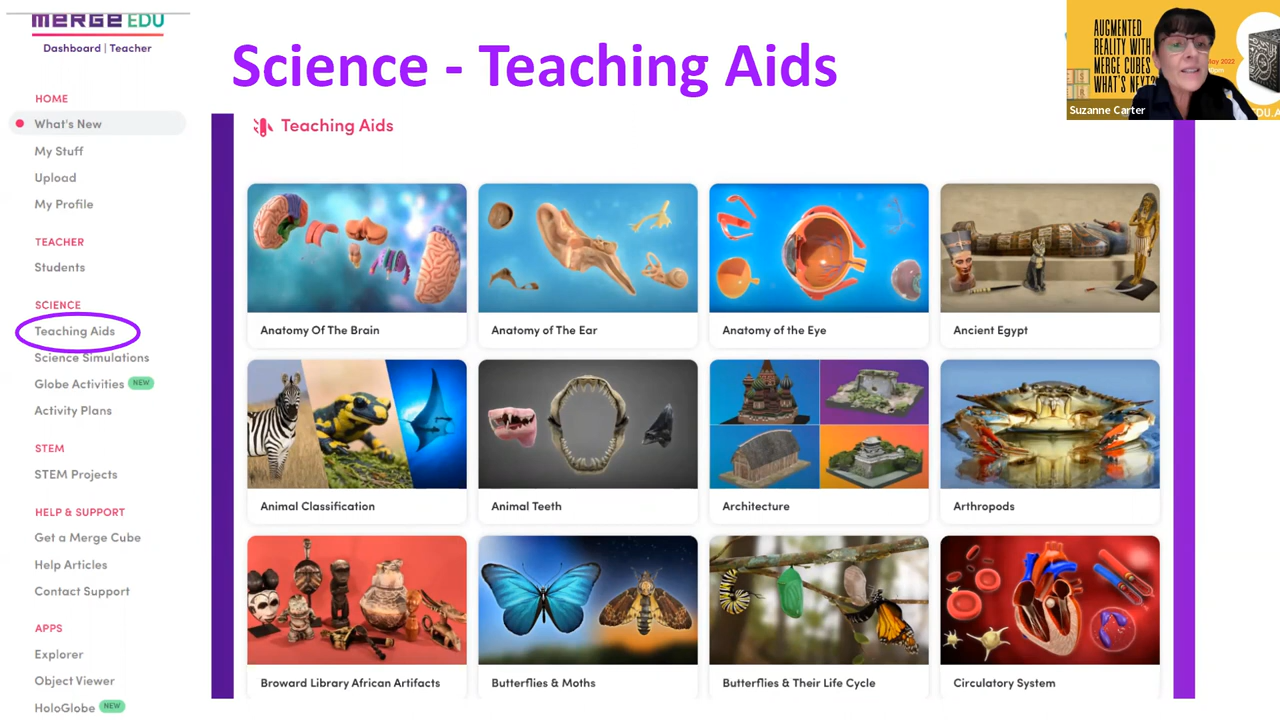 MERGE EDU
Dashboard | Teacher
HOME
What's New
My Stuff
Upload
My Profile
TEACHER
Students
SCIENCE
Teaching Aids
Science Simulations
Globe Activities NEW
Activity Plans
STEM
STEM Projects
HELP & SUPPORT
Get a Merge Cube
Help Articles
Contact Support
APPS
Explorer
Object Viewer
HoloGlobe NEW
Science - Teaching Aids
Teaching Aids
Anatomy Of The Brain
Anatomy of The Ear
Anatomy of the Eye
Ancient Egypt
Animal Classification
Animal Teeth
Architecture
Arthropods
Broward Library African Artifacts
Butterflies & Moths
Butterflies & Their Life Cycle
Circulatory System
AUGMENTED
REALITY WITH
MERGE CUBES
WHAT'S NEXT?
May 2022
Suzanne Carter
EDU.A